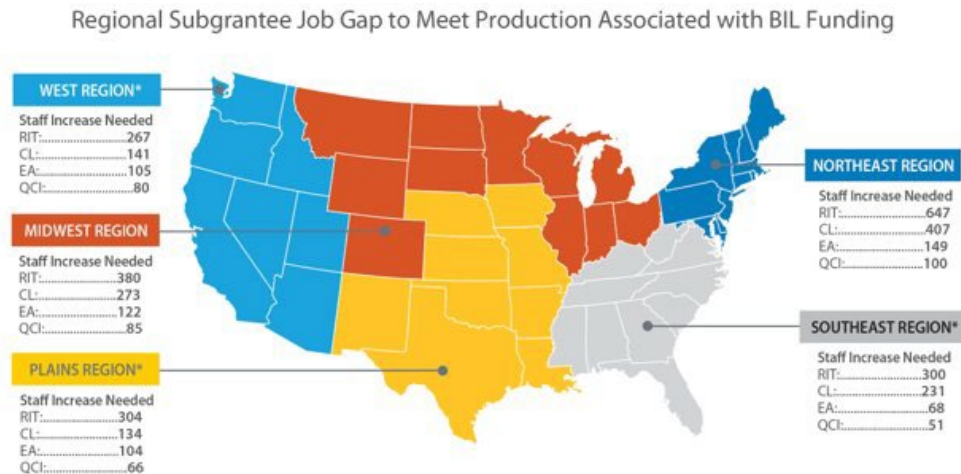 Regional Subgrantee Job Gap to Meet Production Associated with BIL Funding
WEST REGION*
Staff Increase Needed
RIT:..........................267
CL:............................141
EA:............................105
QCI:..........................80
MIDWEST REGION
Staff Increase Needed
RIT:..........................380
CL:............................273
EA:............................122
QCI:..........................85
PLAINS REGION*
Staff Increase Needed
RIT:..........................304
CL:............................134
EA:............................104
QCI:..........................66
NORTHEAST REGION
Staff Increase Needed
RIT:..........................647
CL:............................407
EA:............................149
QCI:..........................100
SOUTHEAST REGION*
Staff Increase Needed
RIT:..........................300
CL:............................231
EA:............................68
QCI:..........................51